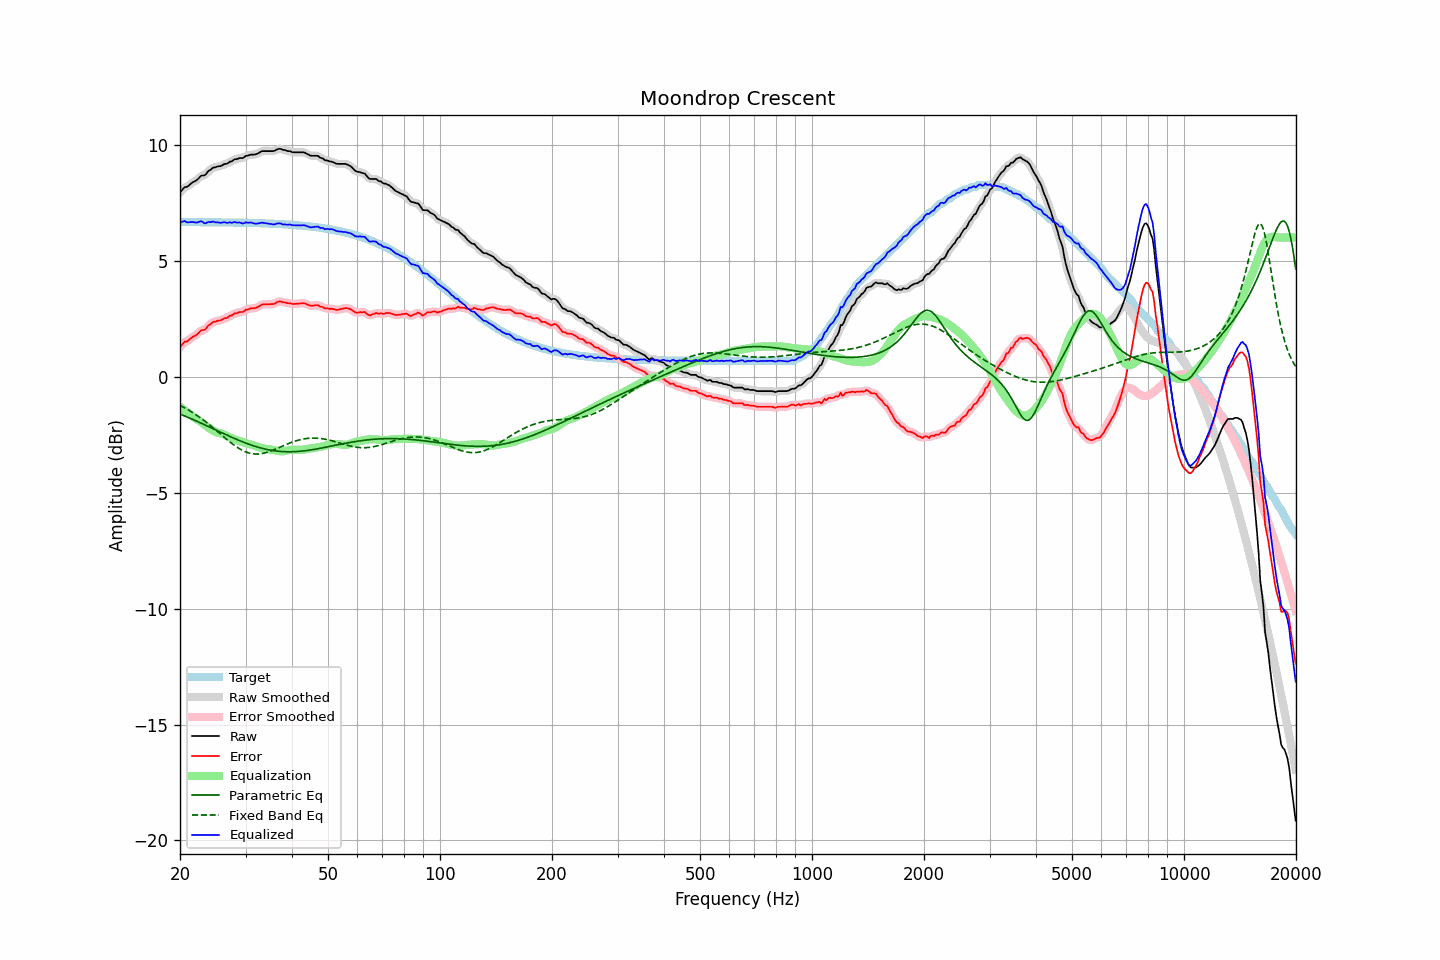 Moondrop Crescent
10
5
0
−5
−10
−15
−20
Amplitude (dBr)
Target
Raw Smoothed
Error Smoothed
Raw
Error
Equalization
Parametric Eq
Fixed Band Eq
Equalized
20 50 100 200 500 1000 2000 5000 10000 20000
Frequency (Hz)